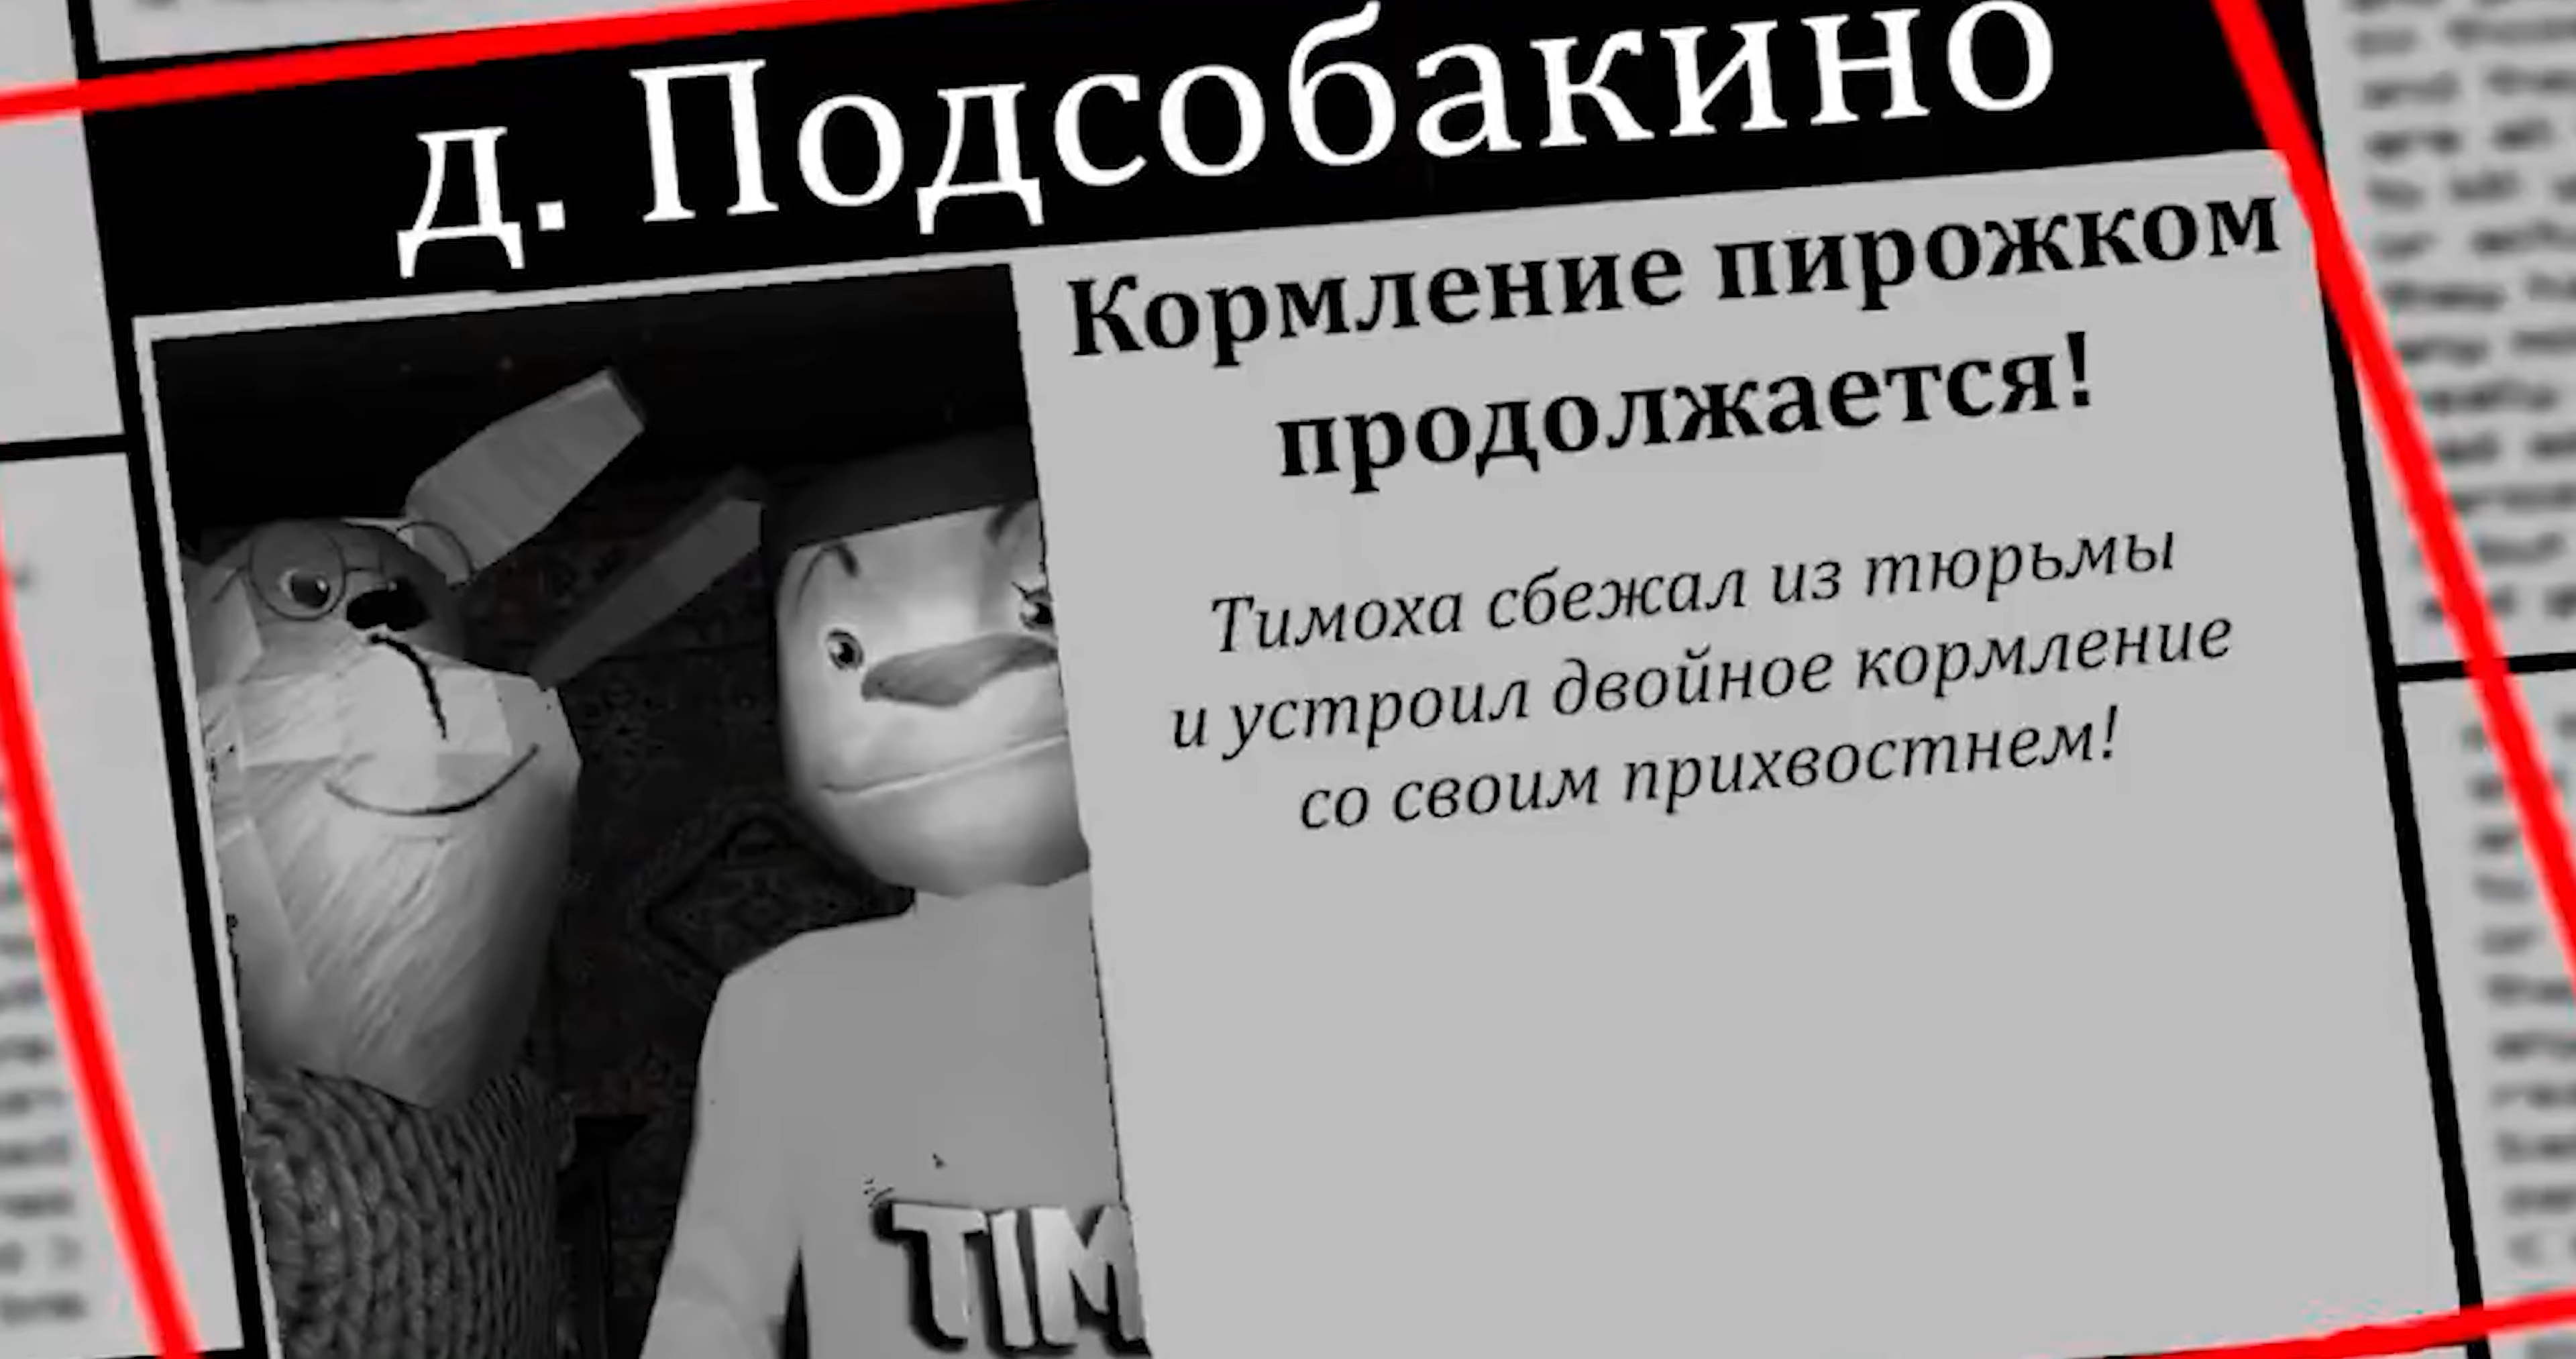 д. Подсобакино
Кормление пирожком
продолжается!
Тимоха сбежал из тюрьмы
и устроил двойное кормление
со своим прихвостнем!
TIM